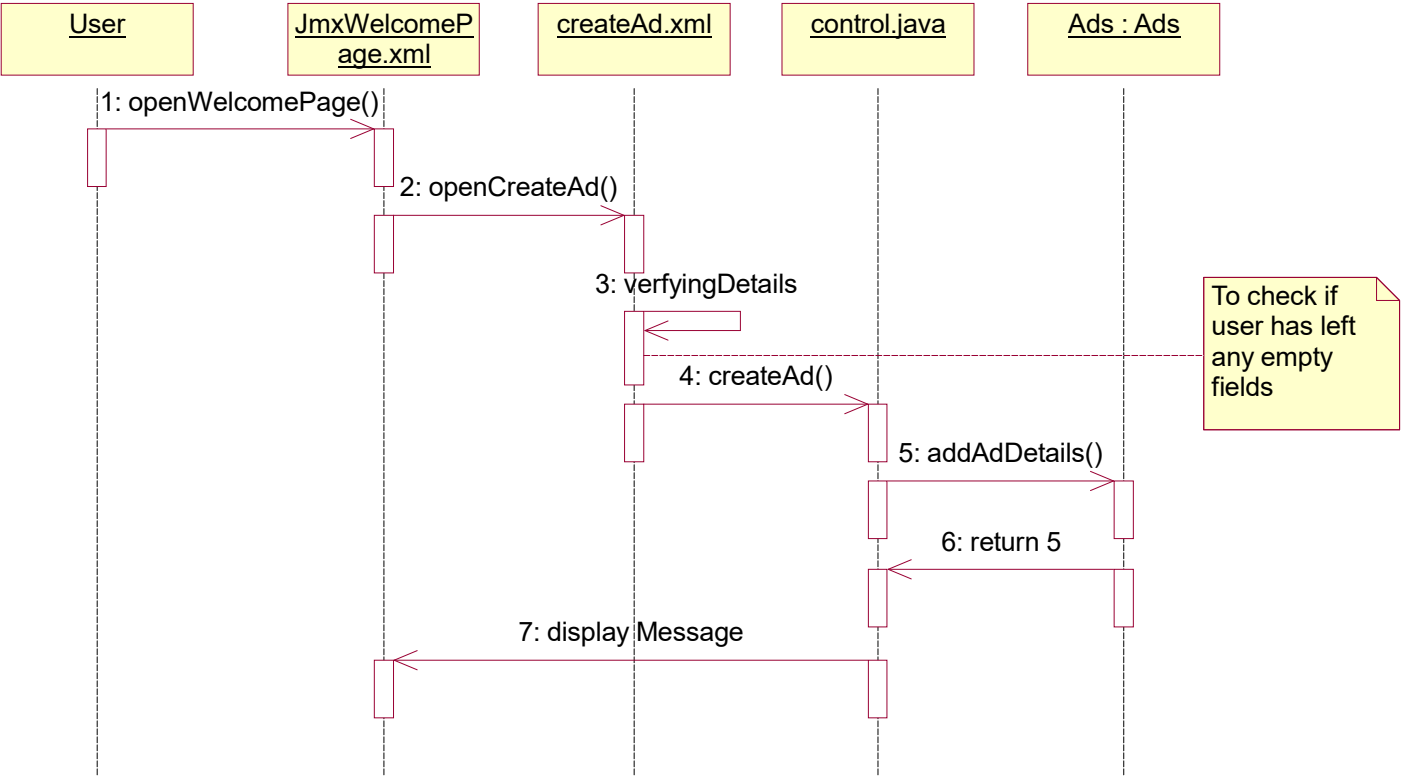 User
JmxWelcomeP
age.xml
createAd.xml
control.java
Ads : Ads
1: openWelcomePage()
2: openCreateAd()
3: verfyingDetails
To check if
user has left
any empty
fields
4: createAd()
5: addAdDetails()
6: return 5
7: display Message